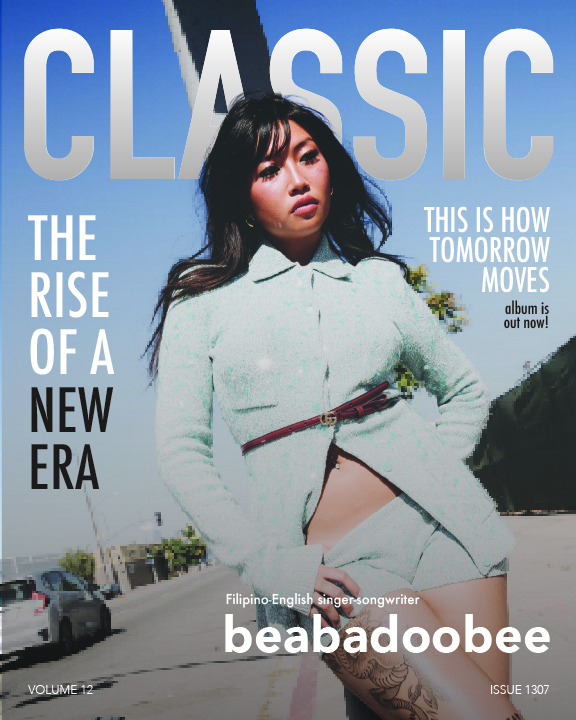 CLASSIC
THE
RISE
OF A
NEW
ERA
THIS IS HOW
TOMORROW
MOVES
album is
out now!
Filipino-English singer-songwriter
beabadoobee
VOLUME 12
ISSUE 1307